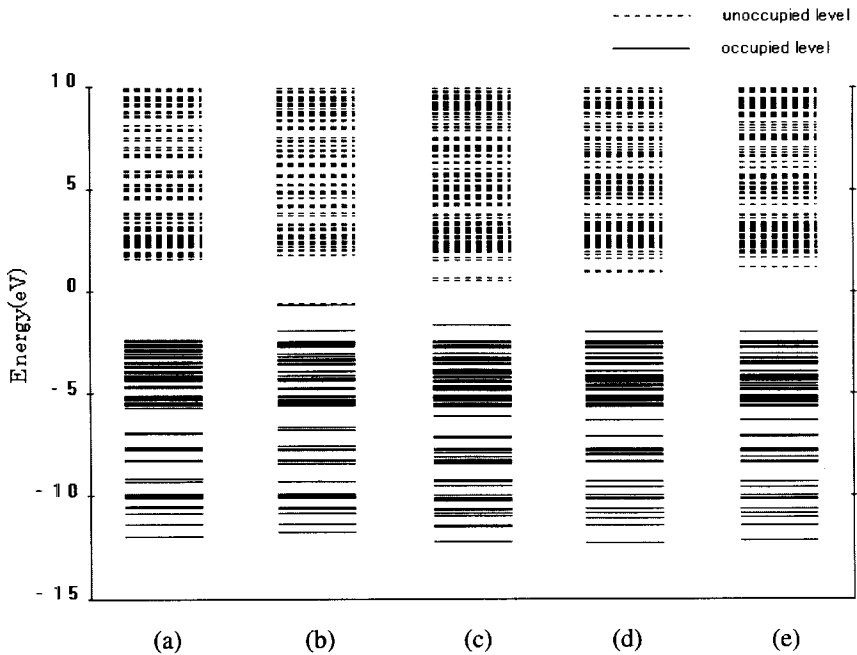 unoccupied level
occupied level
10
5
0
-5
-10
-15
Energy(eV)
(a) (b) (c) (d) (e)